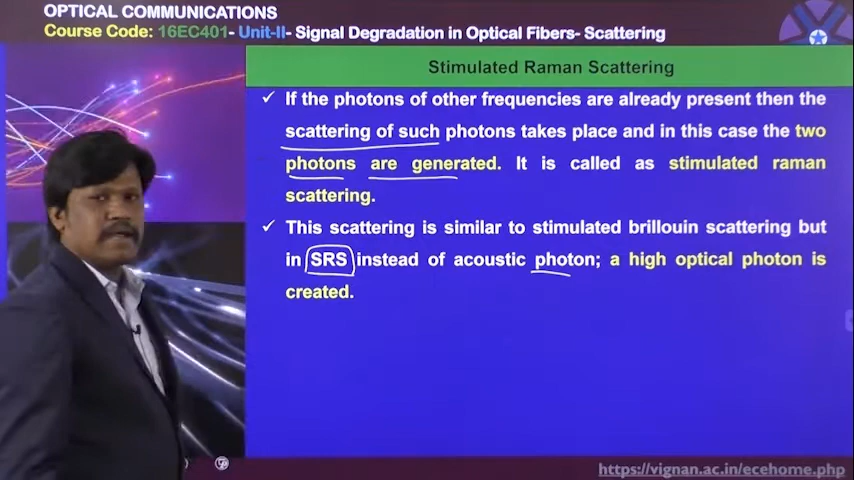 OPTICAL COMMUNICATIONS
Course Code: 16EC401- Unit-II- Signal Degradation in Optical Fibers- Scattering
Stimulated Raman Scattering
✓ If the photons of other frequencies are already present then the
scattering of such photons takes place and in this case the two
photons are generated. It is called as stimulated raman
scattering.
✓ This scattering is similar to stimulated brillouin scattering but
in SRS instead of acoustic photon; a high optical photon is
created.
https://vignan.ac.in/ecehome.php